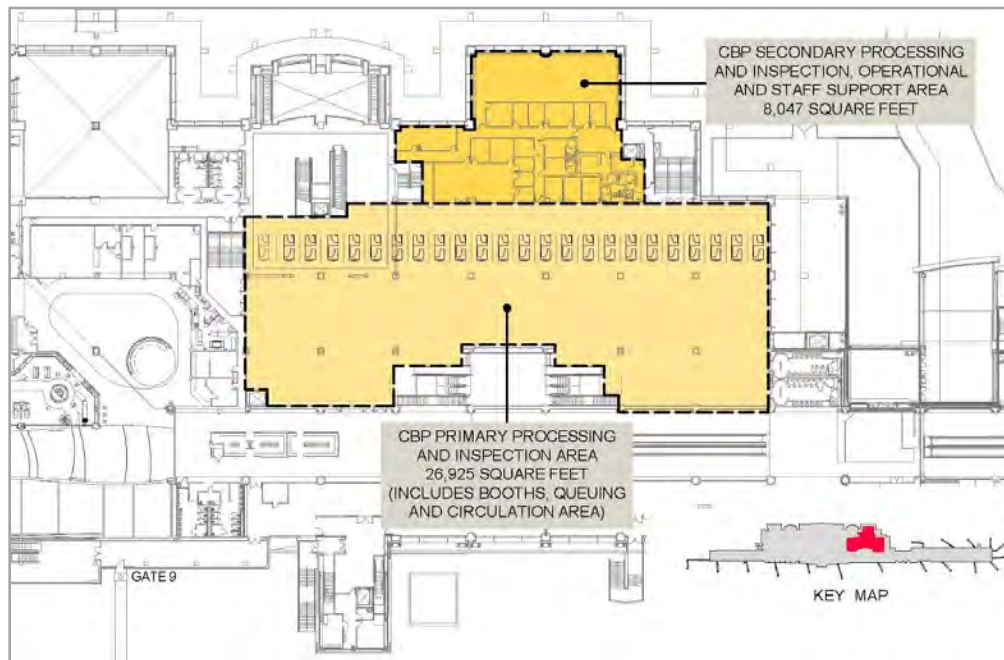 CBP SECONDARY PROCESSING
AND INSPECTION, OPERATIONAL
AND STAFF SUPPORT AREA
8,047 SQUARE FEET
CBP PRIMARY PROCESSING
AND INSPECTION AREA
26,925 SQUARE FEET
(INCLUDES BOOTHS, QUEUING
AND CIRCULATION AREA)
GATE 9
KEY MAP